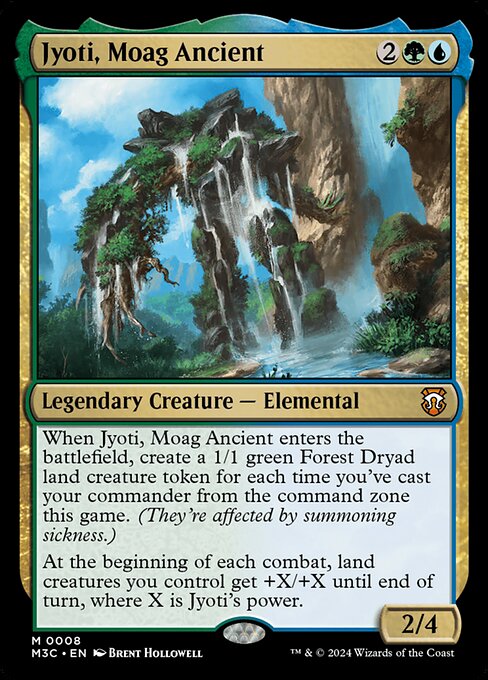 Jyoti, Moag Ancient 2
Legendary Creature — Elemental
When Jyoti, Moag Ancient enters the
battlefield, create a 1/1 green Forest Dryad
land creature token for each time you’ve cast
your commander from the command zone
this game. (They’re affected by summoning
sickness.)
At the beginning of each combat, land
creatures you control get +X/+X until end of
turn, where X is Jyoti’s power.
2/4
M 0008
M3C • EN Brent Hollowell
™ & © 2024 Wizards of the Coast